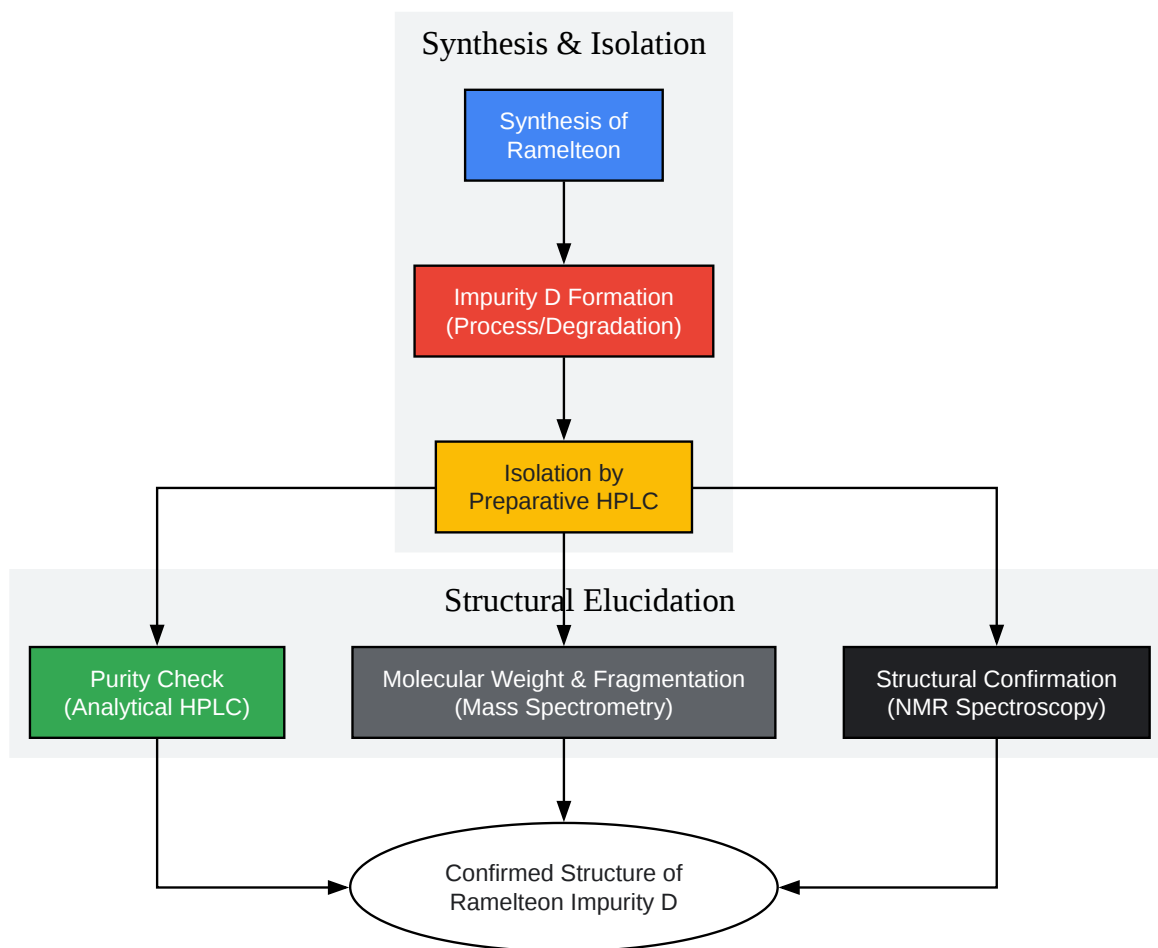 Synthesis & Isolation
Synthesis of
Ramelteon
Impurity D Formation
(Process/Degradation)
Isolation by
Preparative HPLC
Structural Elucidation
Purity Check
(Analytical HPLC)
Molecular Weight & Fragmentation
(Mass Spectrometry)
Structural Confirmation
(NMR Spectroscopy)
Confirmed Structure of
Ramelteon Impurity D